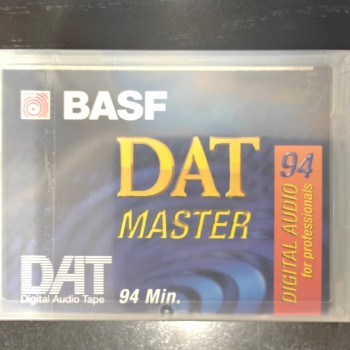 BASF
DAT
MASTER
94
DIGITAL AUDIO
for professionals
DAT
Digital Audio Tape
94 Min.